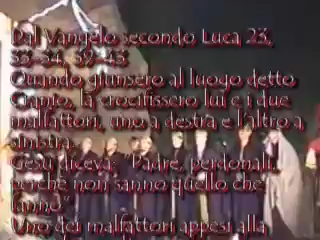 Dal Vangelo secondo Luca 23,
33-34, 39-43
Quando giunsero al luogo detto
Cranio, là crocifissero lui e i due
malfattori, uno a destra e l'altro a
sinistra.
Gesù diceva: "Padre, perdonali,
perché non sanno quello che
fanno".
Uno dei malfattori appesi alla